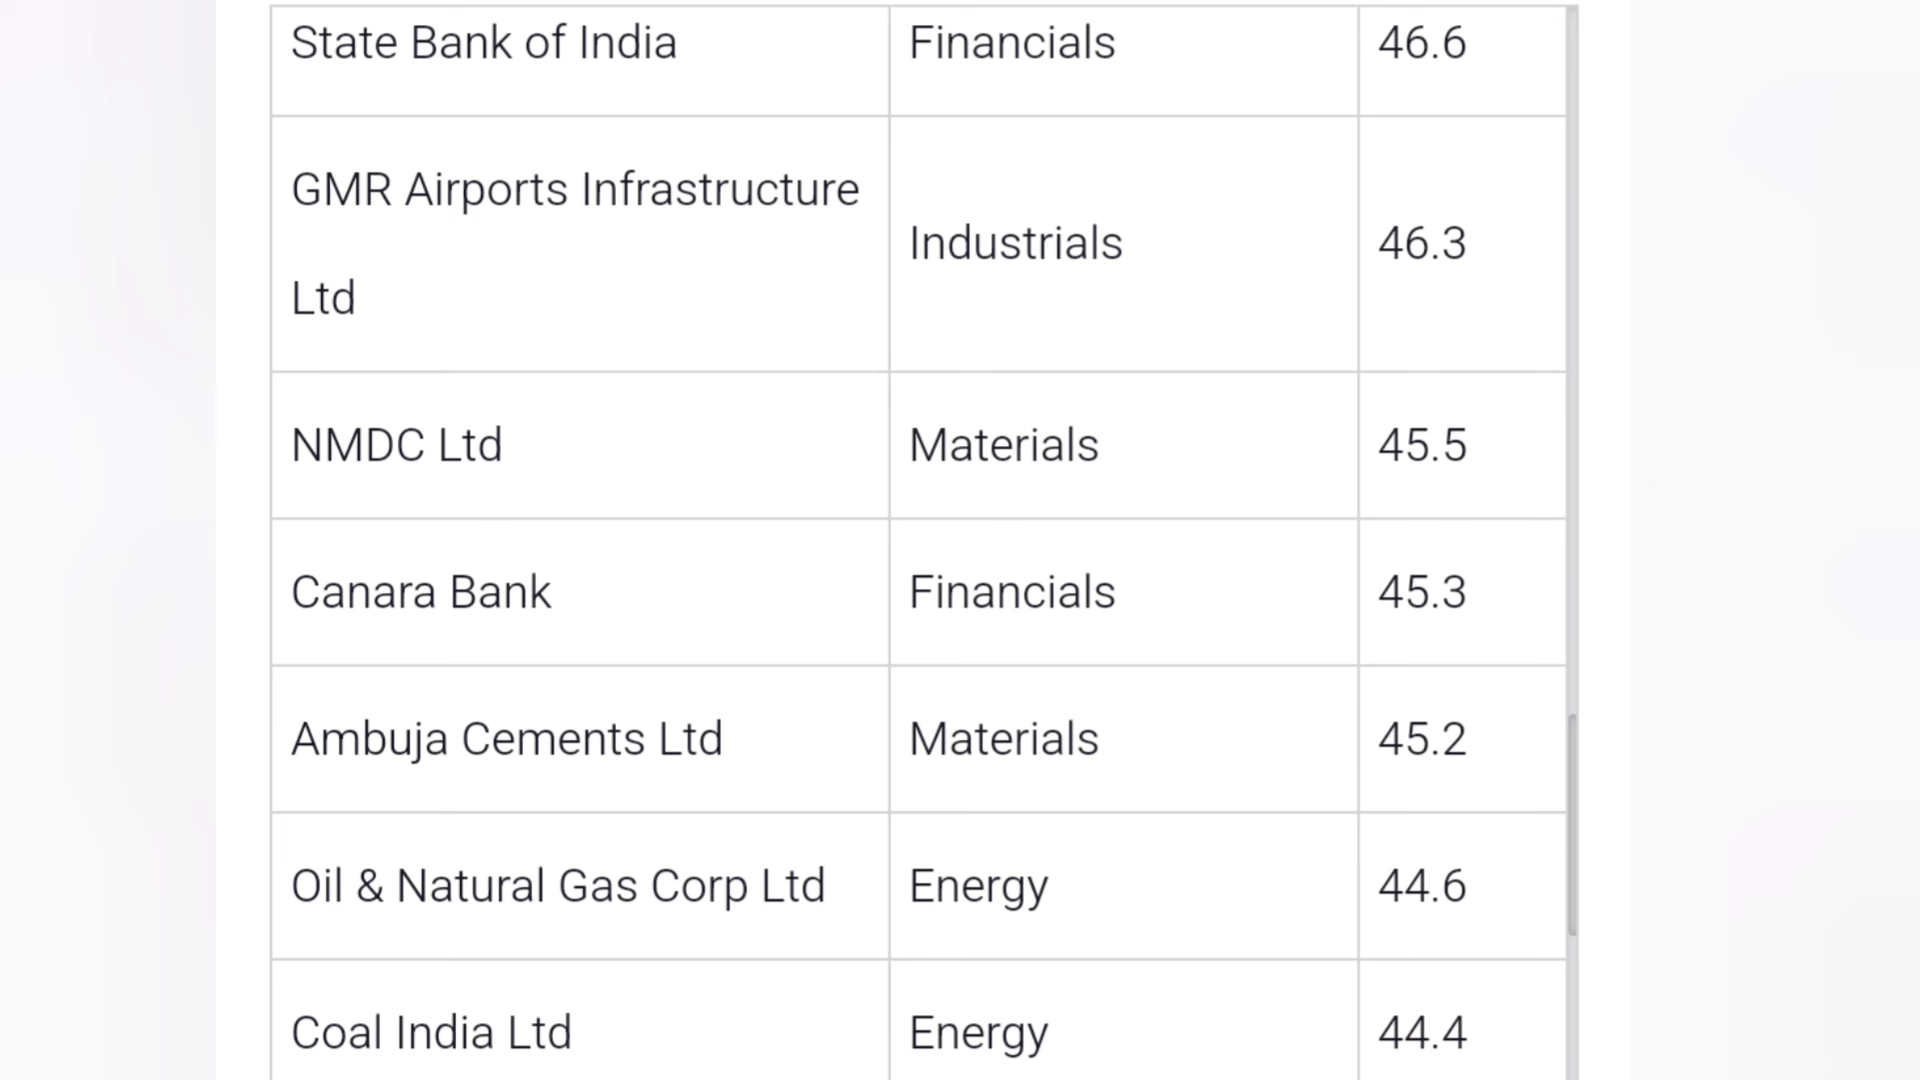 State Bank of India Financials 46.6
GMR Airports Infrastructure
Ltd
Industrials 46.3
NMDC Ltd Materials 45.5
Canara Bank Financials 45.3
Ambuja Cements Ltd Materials 45.2
Oil & Natural Gas Corp Ltd Energy 44.6
Coal India Ltd Energy 44.4